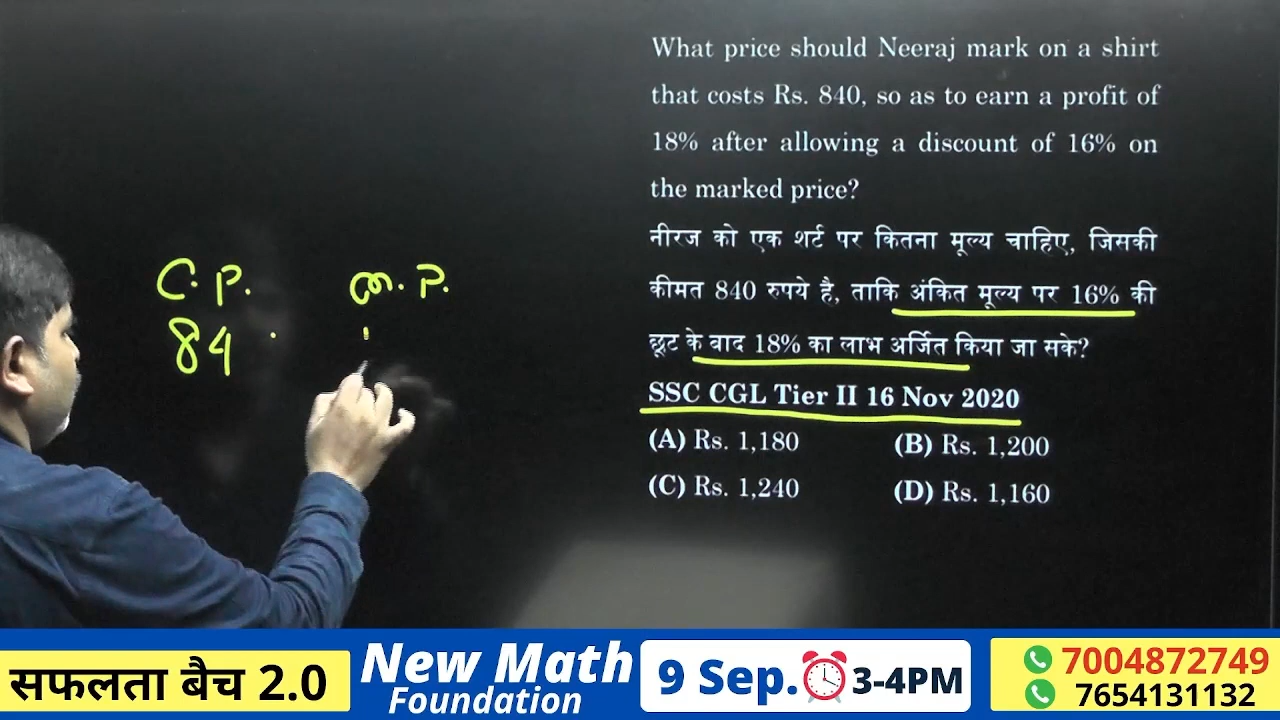 What price should Neeraj mark on a shirt
that costs Rs. 840, so as to earn a profit of
18% after allowing a discount of 16% on
the marked price?
नीरज को एक शर्ट पर कितना मूल्य चाहिए, जिसकी
कीमत 840 रुपये है, ताकि अंकित मूल्य पर 16% की
छूट के वाद 18% का लाभ अर्जित किया जा सके?
SSC CGL Tier II 16 Nov 2020
(A) Rs. 1,180 (B) Rs. 1,200
(C) Rs. 1,240 (D) Rs. 1,160
C.P. M.P.
84
सफलता बैच 2.0
New Math
Foundation
9 Sep. 3-4PM
7004872749
7654131132